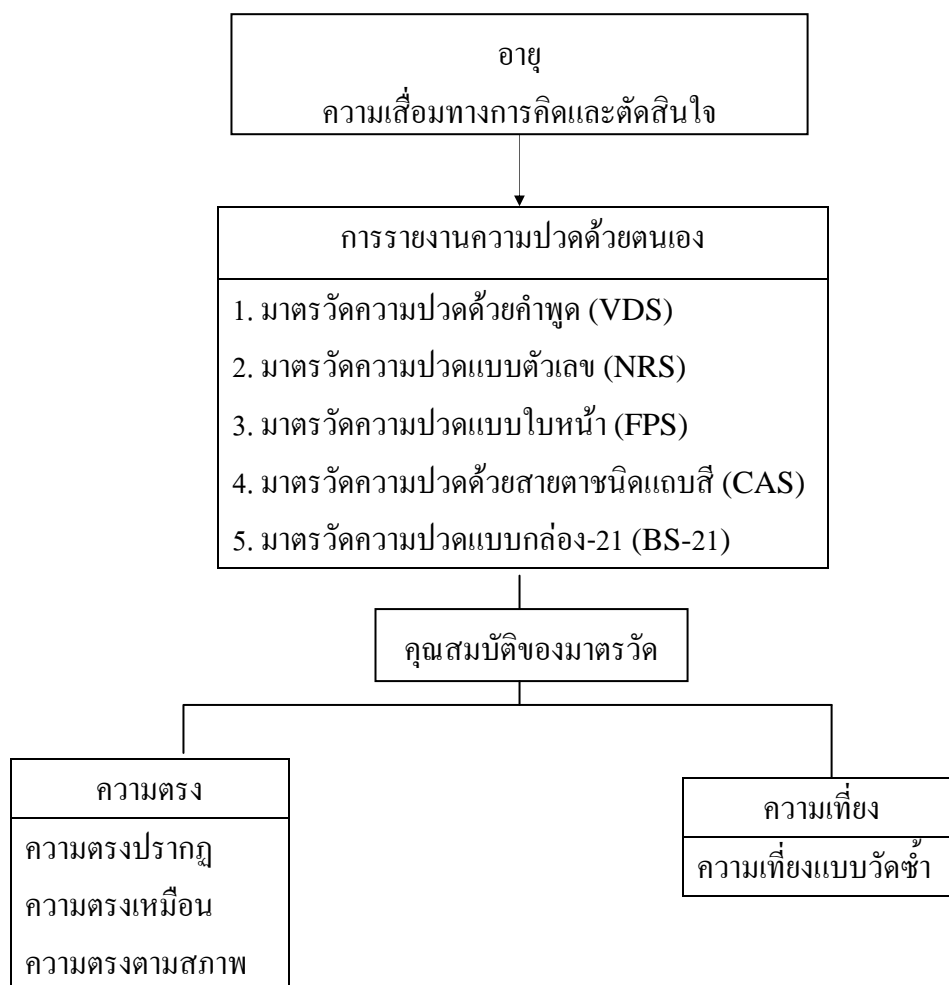 อายุ
ความเสื่อมทางการคิดและตัดสินใจ
การรายงานความปวดด้วยตนเอง
1. มาตรวัดความปวดด้วยคำพูด (VDS)
2. มาตรวัดความปวดแบบตัวเลข (NRS)
3. มาตรวัดความปวดแบบใบหน้า (FPS)
4. มาตรวัดความปวดด้วยสายตาชนิดแถบสี (CAS)
5. มาตรวัดความปวดแบบกล่อง-21 (BS-21)
คุณสมบัติของมาตรวัด
ความตรง
ความตรงปรากฏ
ความตรงเหมือน
ความตรงตามสภาพ
ความเที่ยง
ความเที่ยงแบบวัดซ้ำ